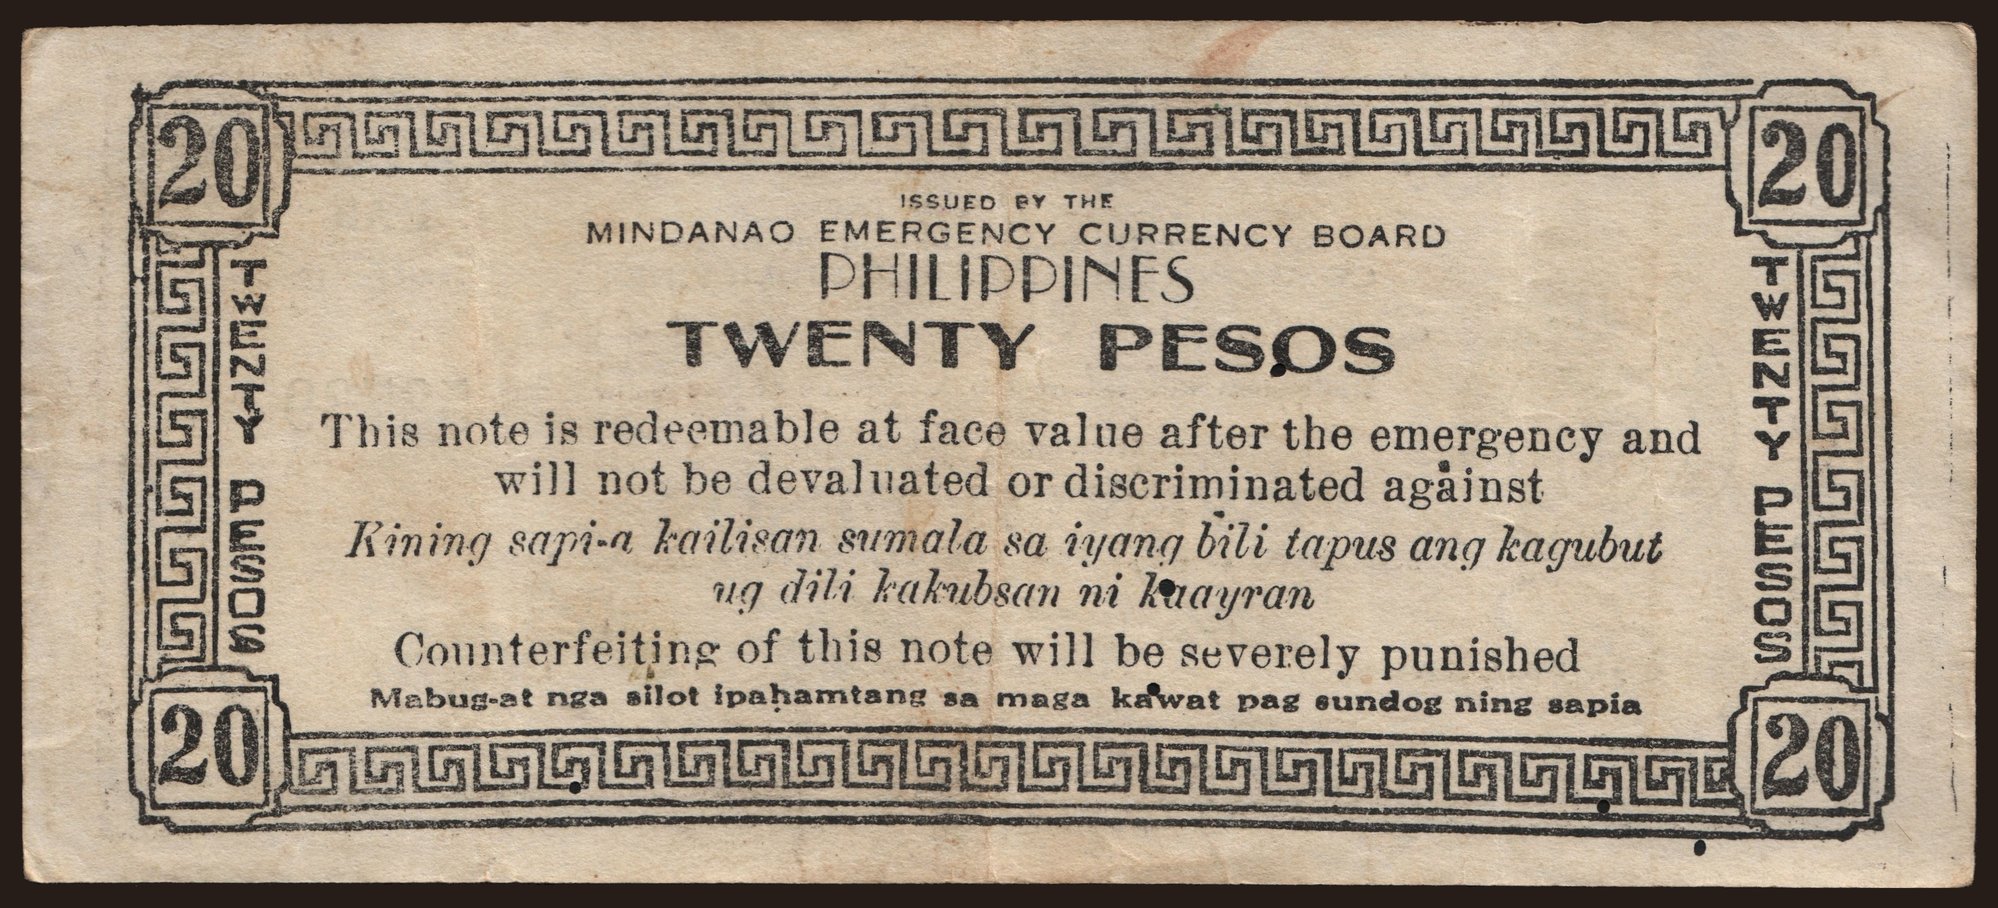 20
20
ISSUED BY THE
MINDANAO EMERGENCY CURRENCY BOARD
PHILIPPINES
TWENTY PESOS
TWENTY PESOS
TWENTY PESOS
This note is redeemable at face value after the emergency and
will not be devaluated or discriminated against
Kining sapi-a kailisan sumala sa iyang bili tapus ang kagubut
ug dili kakubsan ni kaayran
Counterfeiting of this note will be severely punished
Mabug-at nga silot ipahamtang sa maga kawat pag sundog ning sapia
20
20